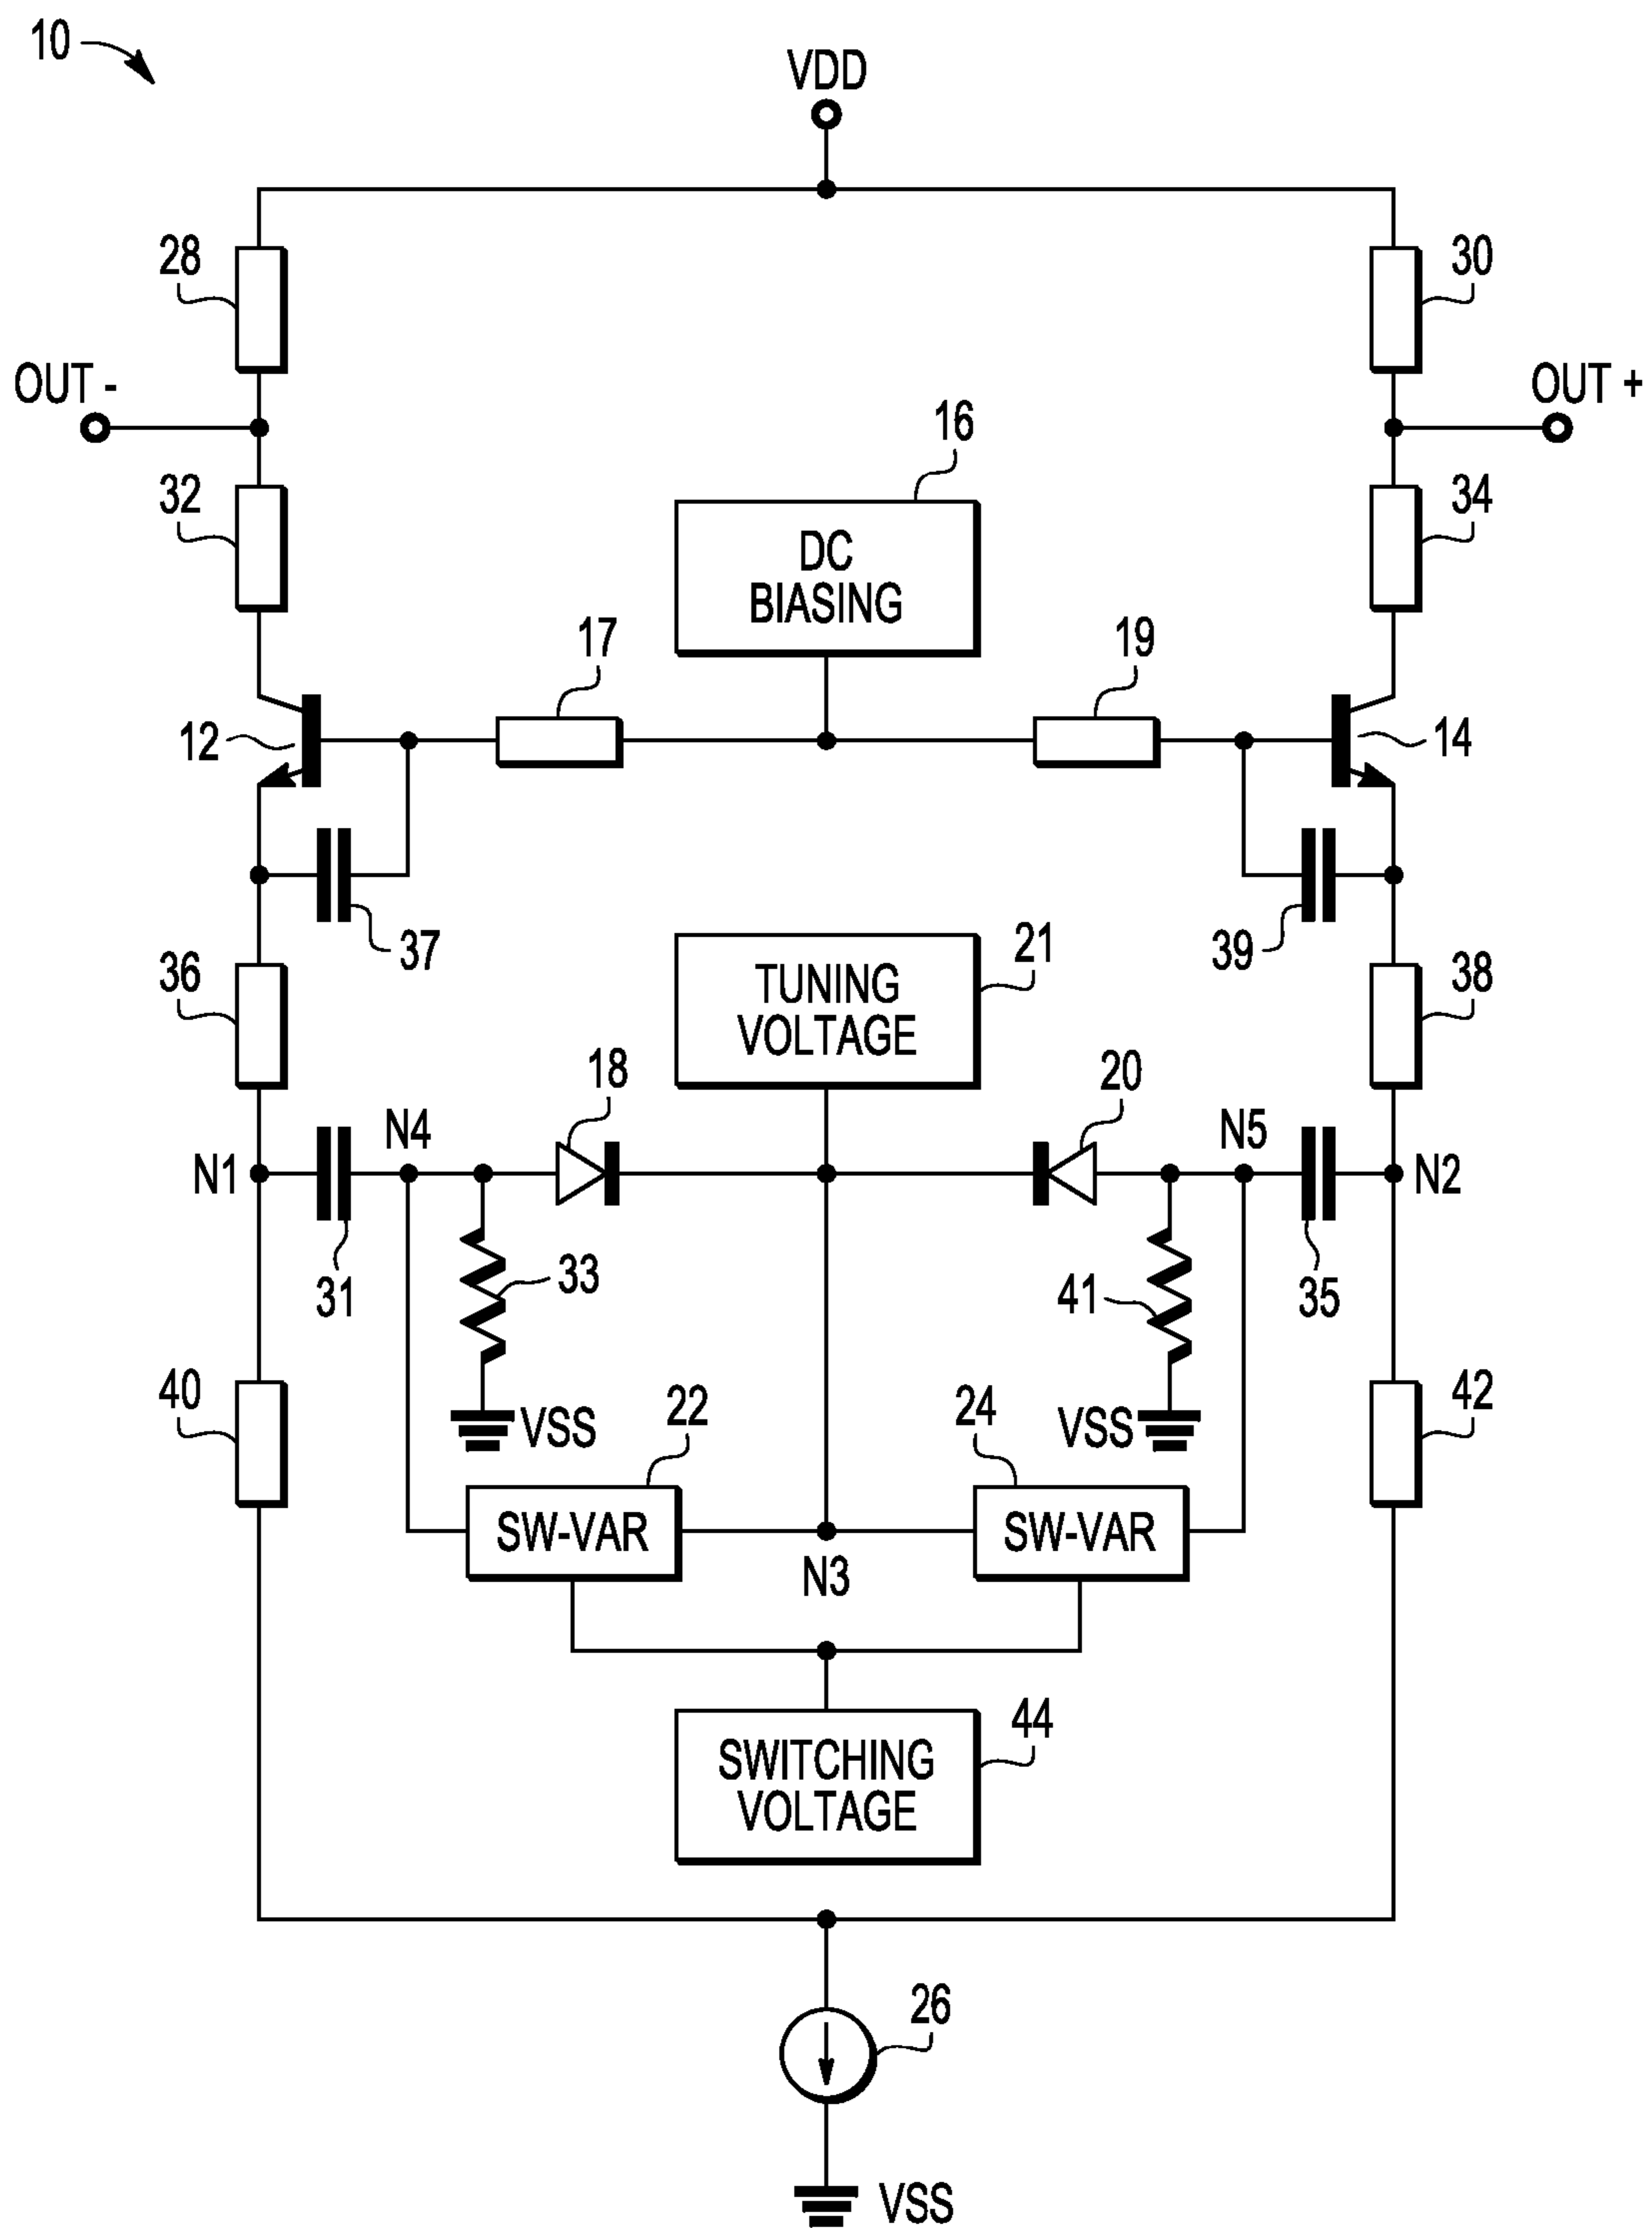 10
VDD
28
30
OUT -
OUT +
16
32
34
DC
BIASING
17
19
12
14
37
39
21
36
38
TUNING
VOLTAGE
18
20
N4
N5
N1
N2
31
33
41
35
40
42
22
24
VSS
VSS
SW-VAR
SW-VAR
N3
44
SWITCHING
VOLTAGE
26
VSS